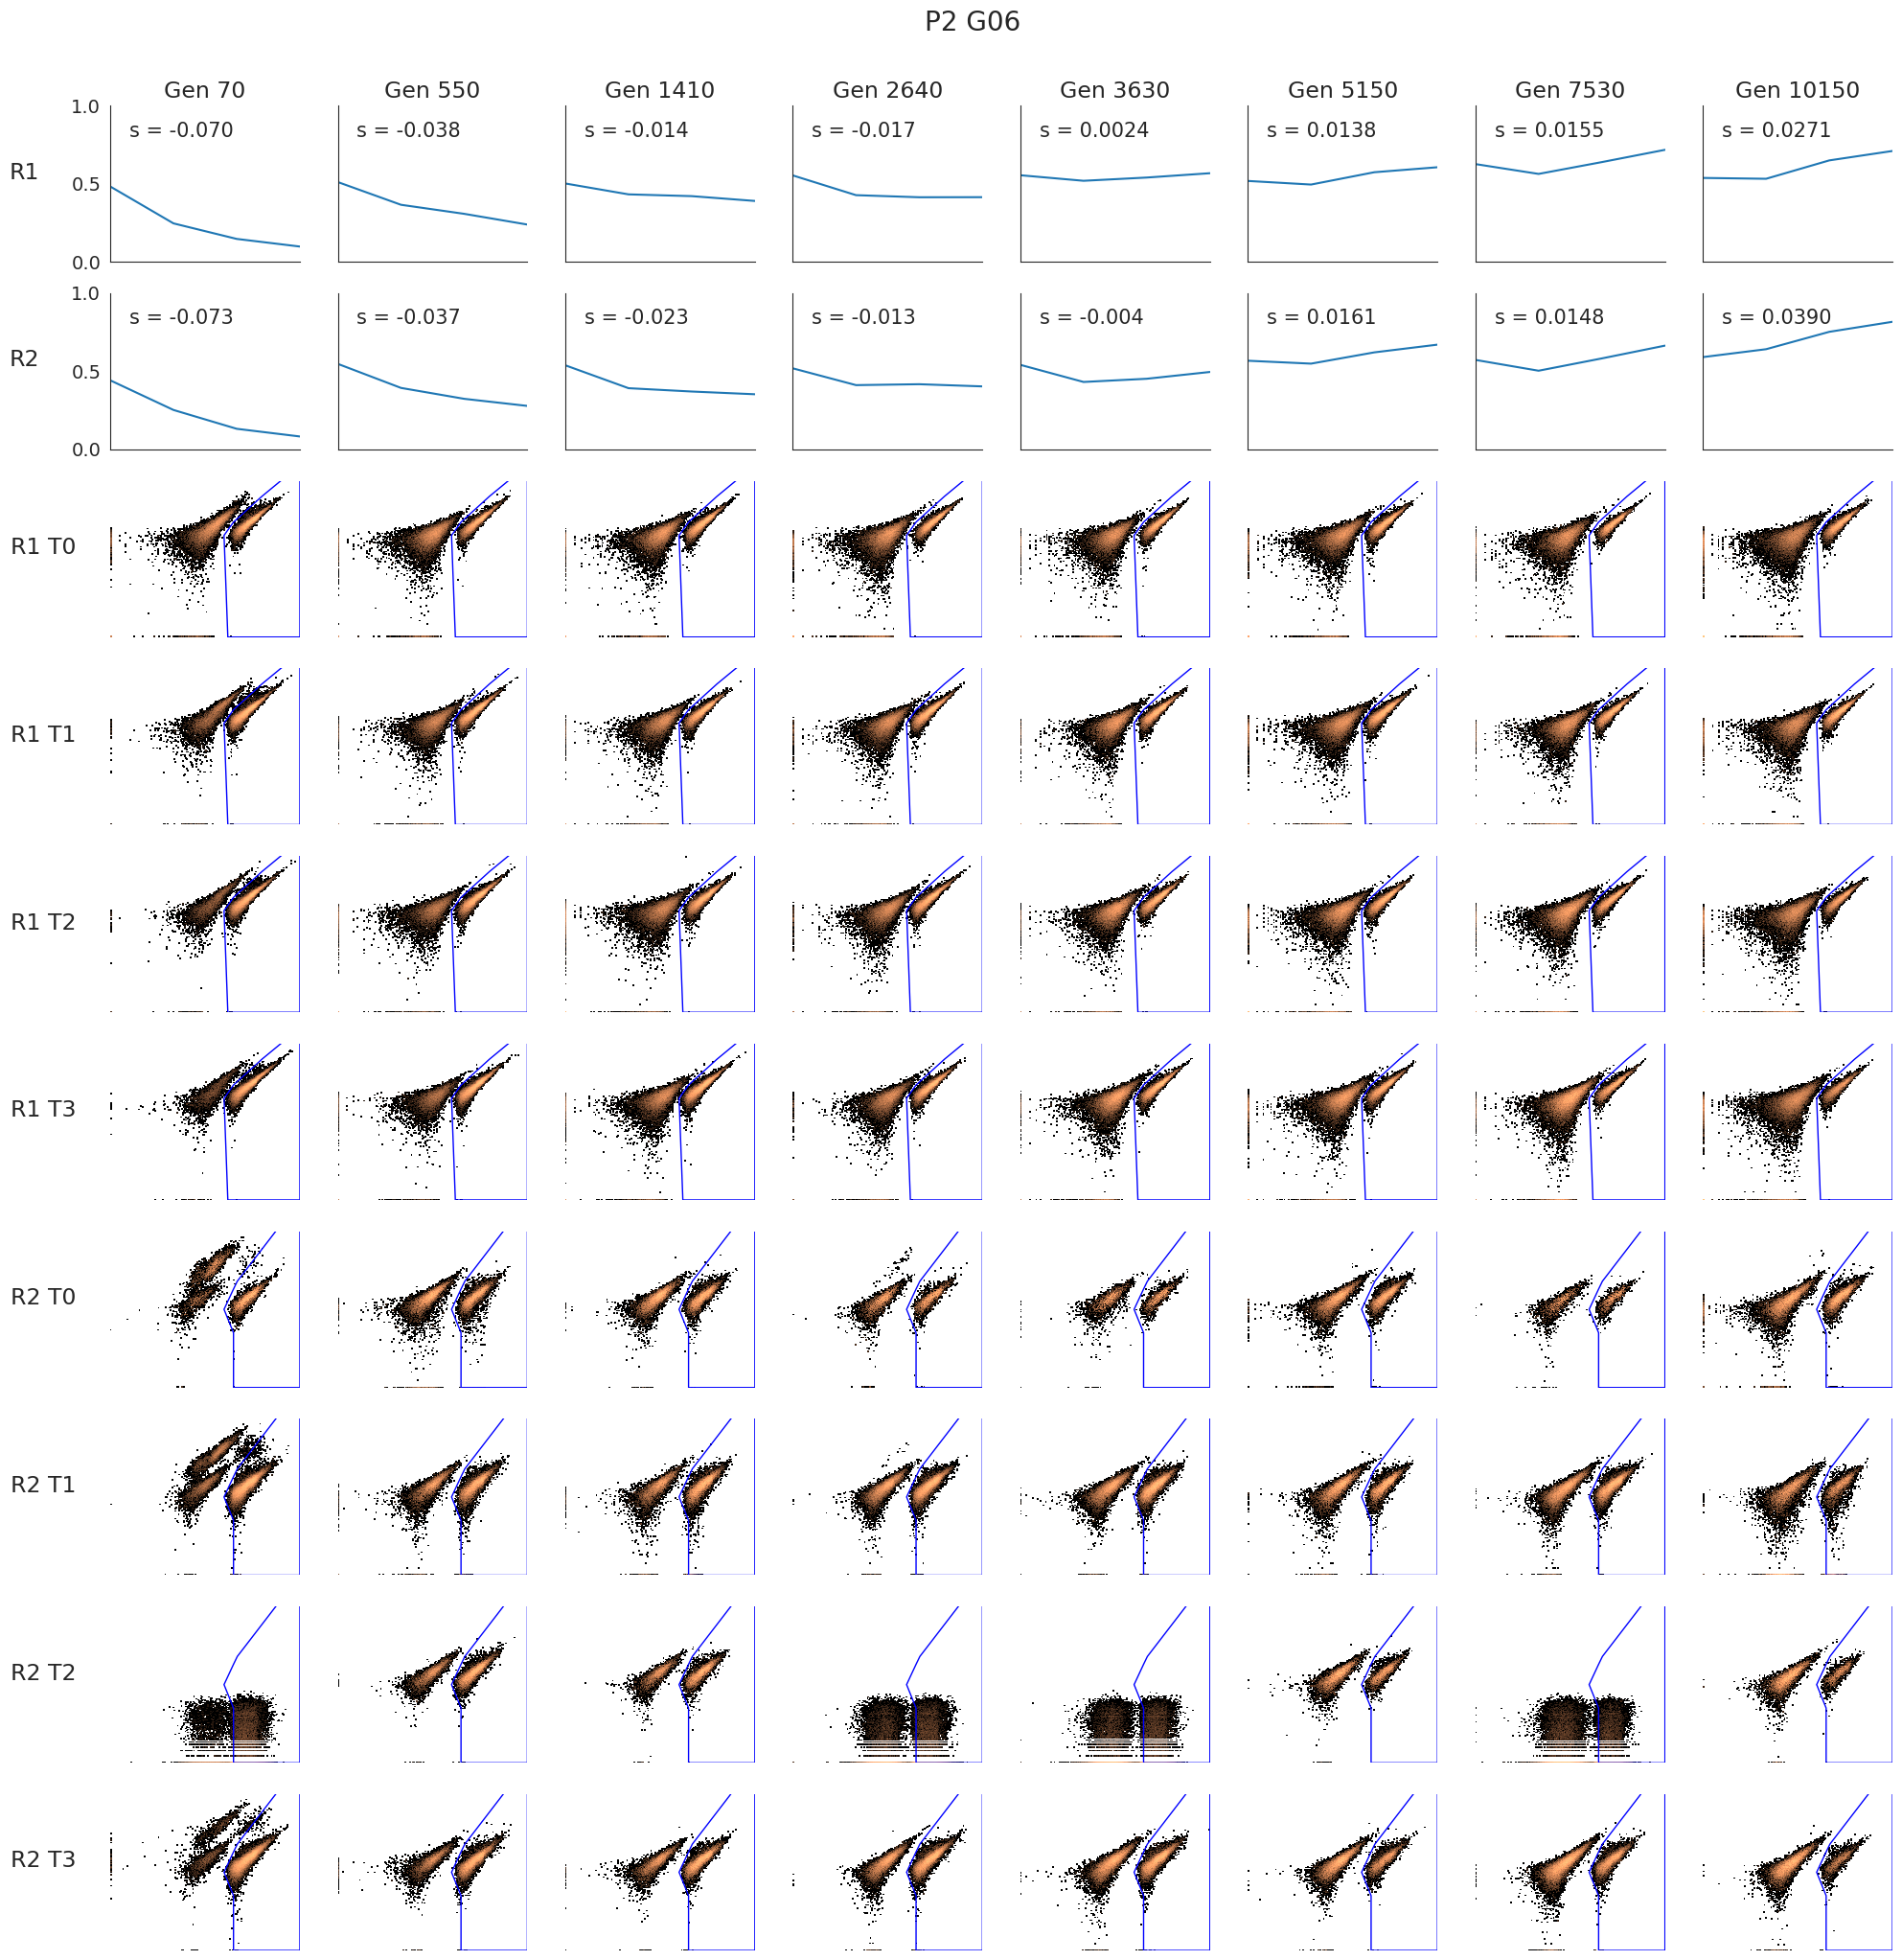 P2 G06
Gen 70 Gen 550 Gen 1410 Gen 2640 Gen 3630 Gen 5150 Gen 7530 Gen 10150
1.0
s = -0.070 s = -0.038 s = -0.014 s = -0.017 s = 0.0024 s = 0.0138 s = 0.0155 s = 0.0271
R1
0.5
0.0
1.0
s = -0.073 s = -0.037 s = -0.023 s = -0.013 s = -0.004 s = 0.0161 s = 0.0148 s = 0.0390
R2
0.5
0.0
R1 T0
R1 T1
R1 T2
R1 T3
R2 T0
R2 T1
R2 T2
R2 T3